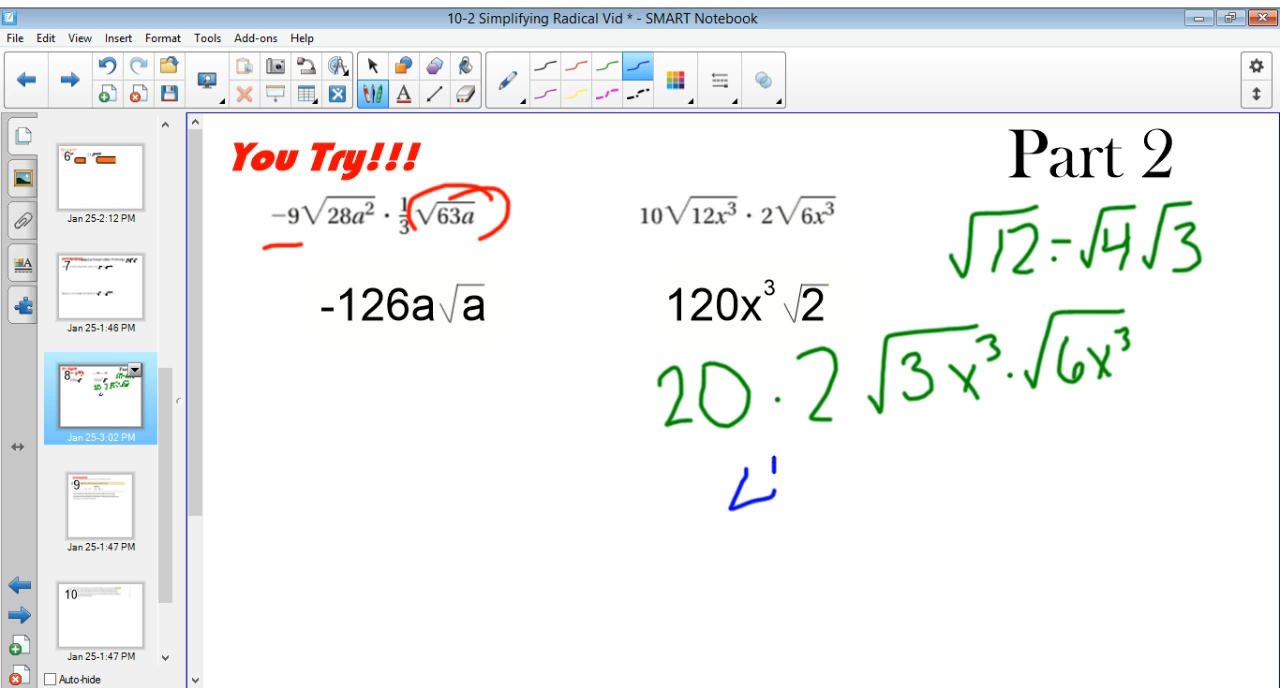 10-2 Simplifying Radical Vid * - SMART Notebook
File Edit View Insert Format Tools Add-ons Help
6
Jan 25-2:12 PM
7
Jan 25-1:46 PM
8
Jan 25-3:02 PM
9
Jan 25-1:47 PM
10
Jan 25-1:47 PM
Auto-hide
You Try!!!
Part 2
−9√28a² · 1/3 √63a
10√12x³ · 2√6x³
√12 = √4 √3
-126a√a
120x³ √2
20 · 2 √3x³ · √6x³